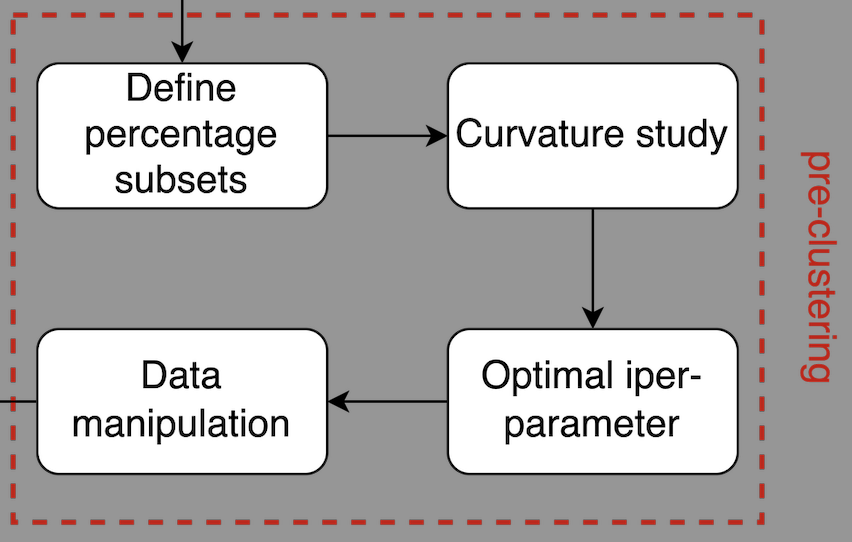 Define
percentage
subsets
Curvature study
pre-clustering
Data
manipulation
Optimal iper-
parameter